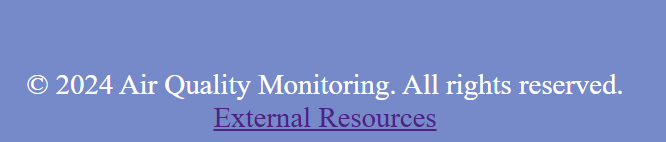 © 2024 Air Quality Monitoring. All rights reserved.
External Resources